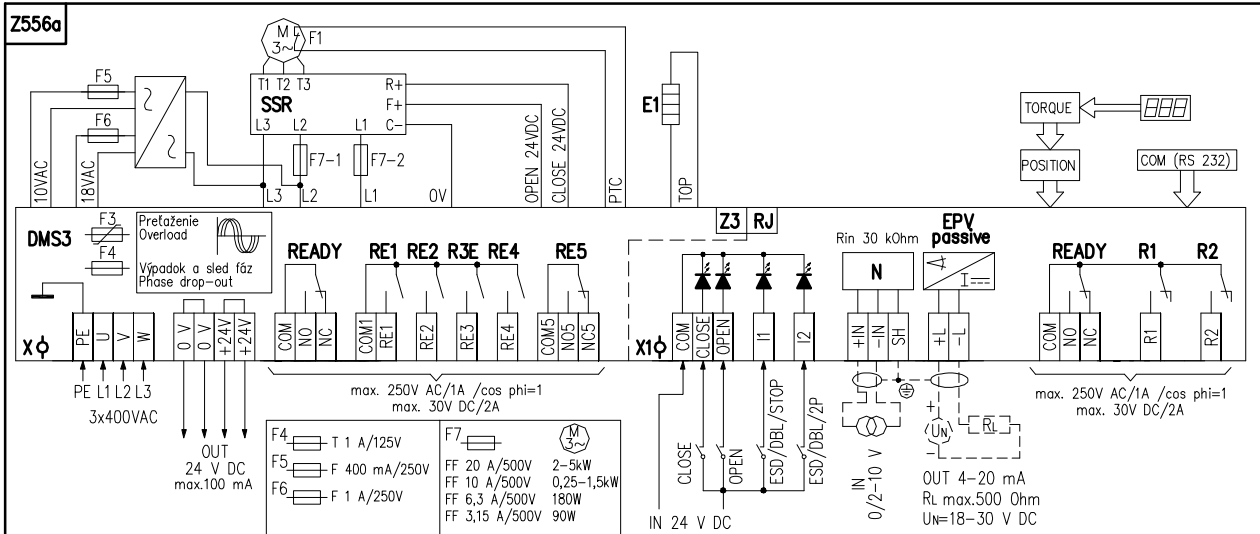 Z556a
M
3~
F1
F5
T1 T2 T3
R+
SSR
F+
E1
C-
TORQUE
L3 L2 L1
F6
F7-1
F7-2
POSITION
COM (RS 232)
10VAC
18VAC
L3
L2
L1
0V
OPEN 24VDC
CLOSE 24VDC
PTC
TOP
DMS3
F3
F4
Preťaženie
Overload
Výpadok a sled fáz
Phase drop-out
READY
RE1 RE2 R3E RE4
RE5
Z3 RJ
Rin 30 kOhm
N
EPV
passive
I
READY
R1
R2
X
PE
U
V
W
0 V
0 V
+24V
+24V
COM
NO
NC
COM1
RE1
RE2
RE3
RE4
COM5
NO5
NC5
X1
COM
CLOSE
OPEN
I1
I2
+IN
-IN
SH
+L
-L
COM
NO
NC
R1
R2
PE L1 L2 L3
3x400VAC
OUT
24 V DC
max.100 mA
max. 250V AC/1A /cos phi=1
max. 30V DC/2A
F4 T 1 A/125V
F5 F 400 mA/250V
F6 F 1 A/250V
F7
M
3~
FF 20 A/500V 2-5kW
FF 10 A/500V 0,25-1,5kW
FF 6,3 A/500V 180W
FF 3,15 A/500V 90W
CLOSE
OPEN
ESD/DBL/STOP
ESD/DBL/2P
IN 24 V DC
IN
0/2-10 V
+
UN
-
RL
OUT 4-20 mA
RL max.500 Ohm
UN=18-30 V DC
max. 250V AC/1A /cos phi=1
max. 30V DC/2A